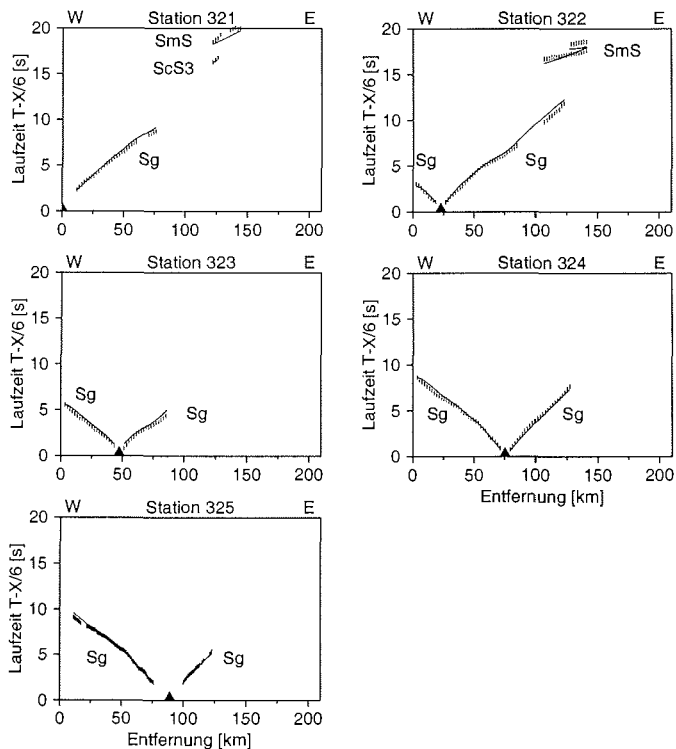 W Station 321 E
Laufzeit T-X/6 [s]
20
15
10
5
0
SmS
ScS3
Sg
0 50 100 150 200
W Station 322 E
Laufzeit T-X/6 [s]
20
15
10
5
0
SmS
Sg
Sg
0 50 100 150 200
W Station 323 E
Laufzeit T-X/6 [s]
20
15
10
5
0
Sg
Sg
0 50 100 150 200
W Station 324 E
Laufzeit T-X/6 [s]
20
15
10
5
0
Sg
Sg
0 50 100 150 200
Entfernung [km]
W Station 325 E
Laufzeit T-X/6 [s]
20
15
10
5
0
Sg
Sg
0 50 100 150 200
Entfernung [km]